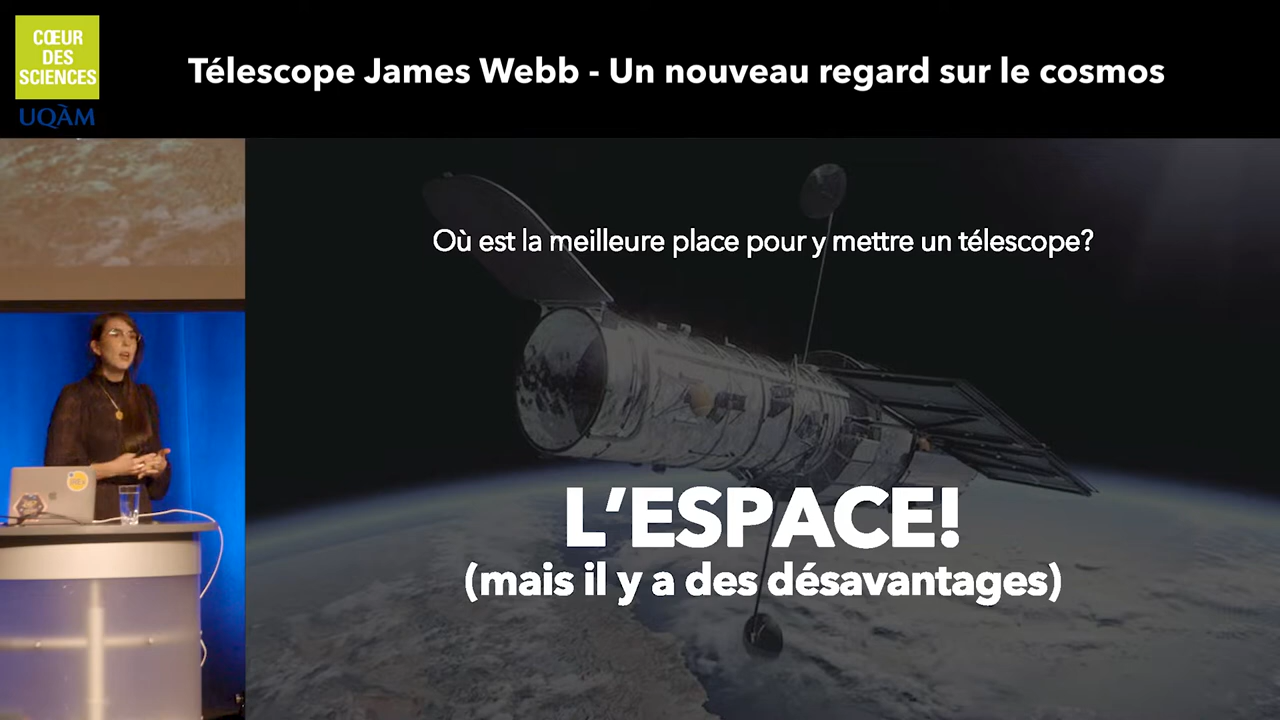 CŒUR
DES
SCIENCES
UQÀM
Télescope James Webb - Un nouveau regard sur le cosmos
Où est la meilleure place pour y mettre un télescope?
L'ESPACE!
(mais il y a des désavantages)